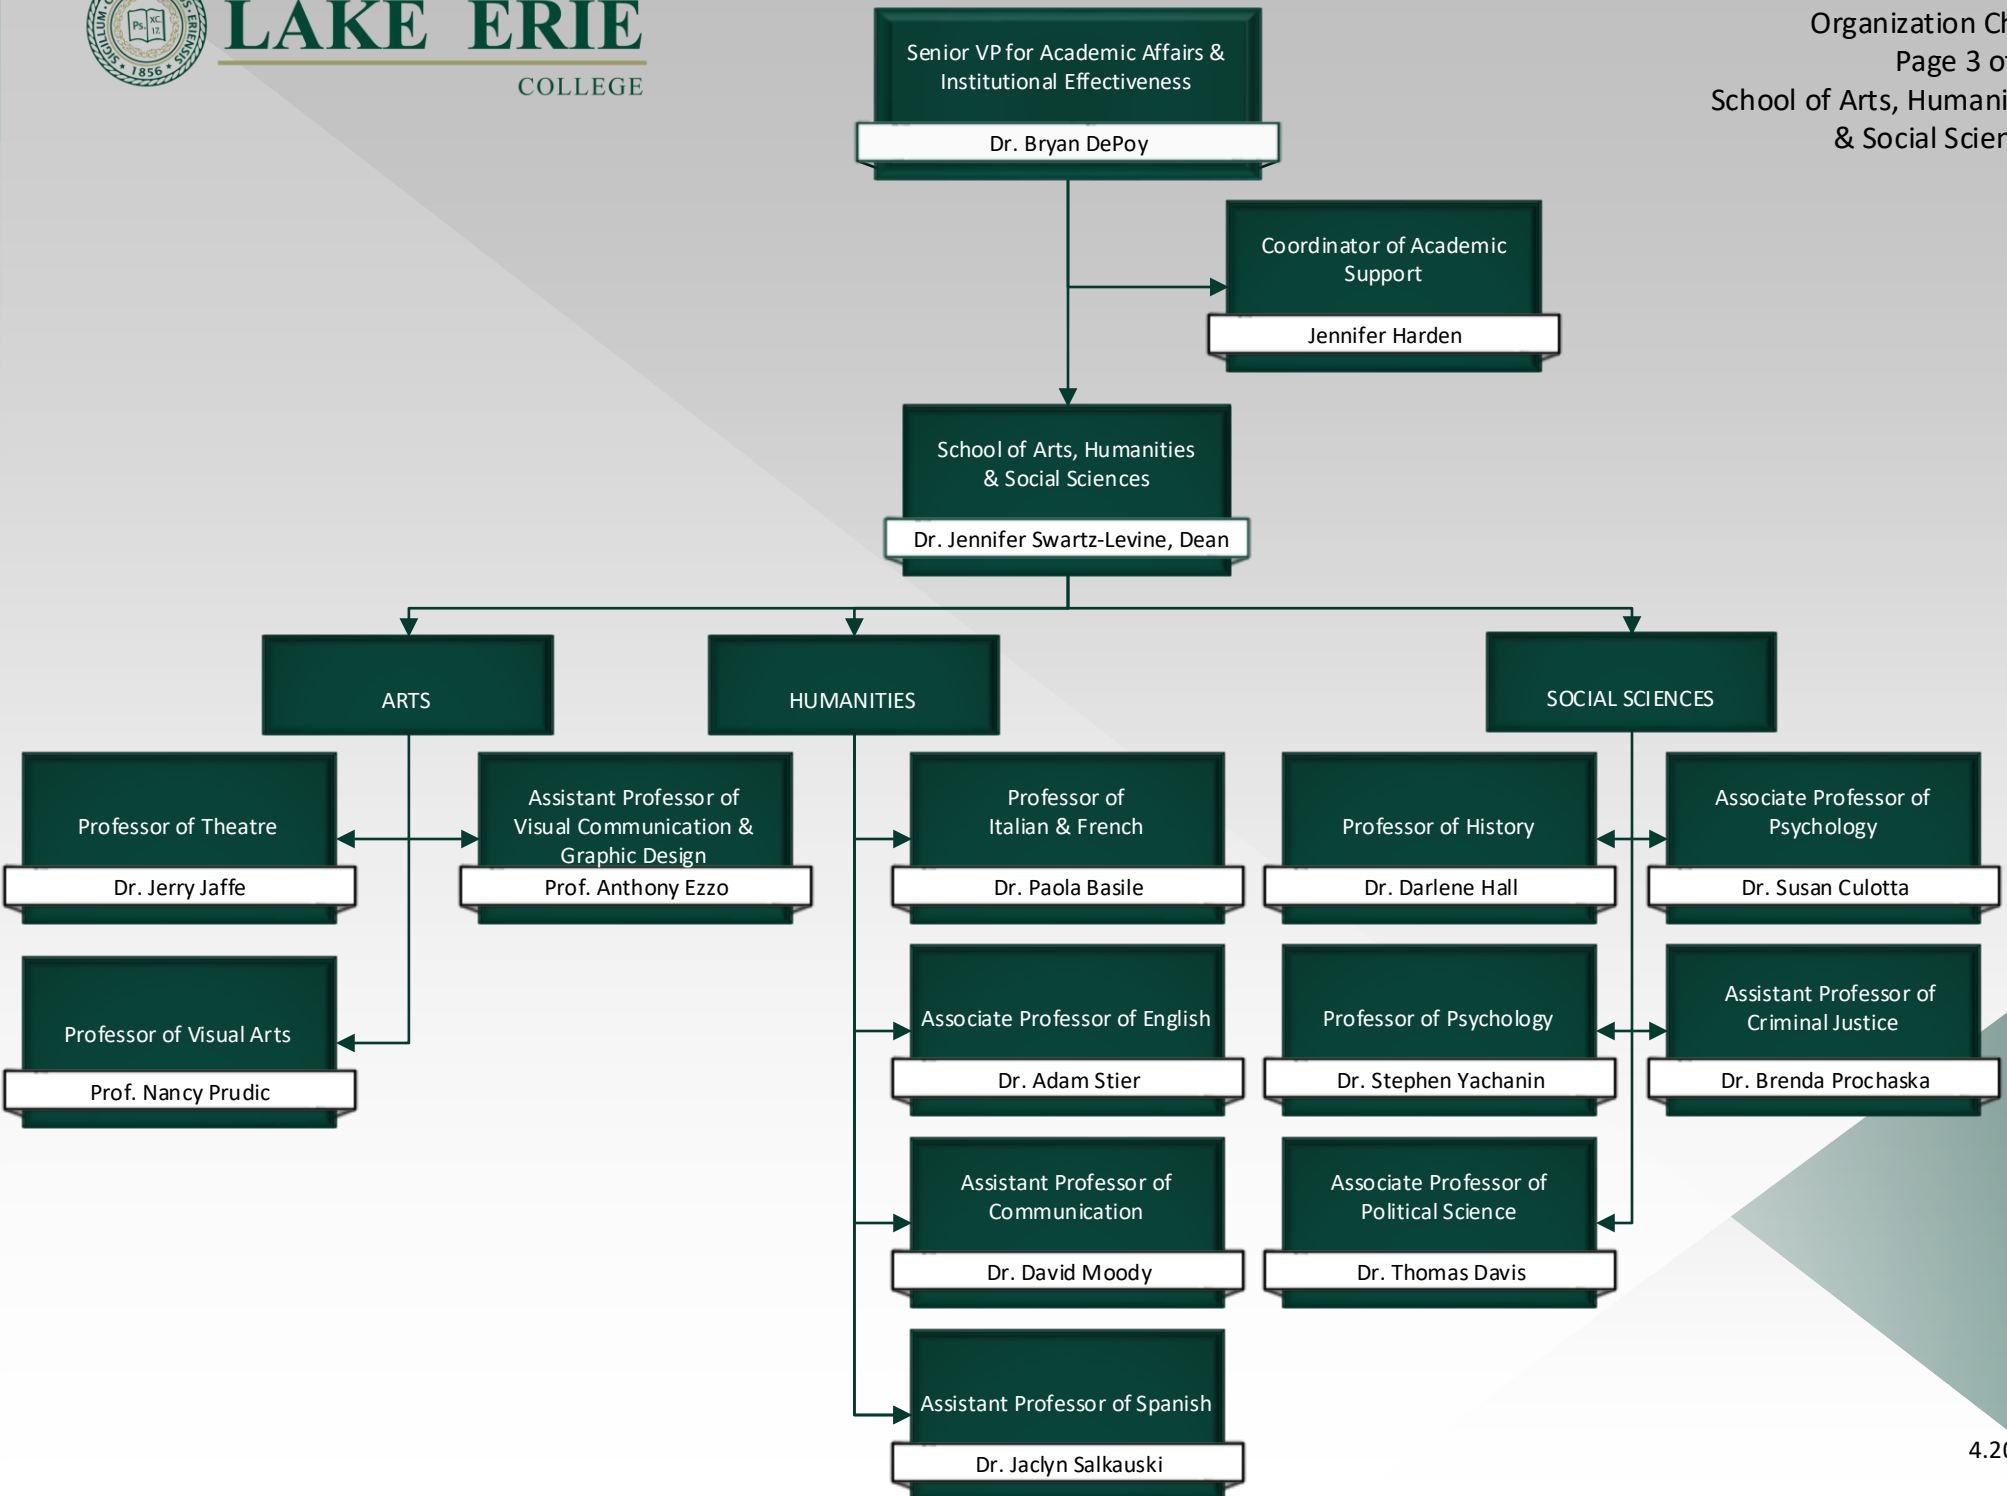 LAKE ERIE
COLLEGE
1856
Ps. XC.
17.
Organization
Page 3
School of Arts,
& Social
Senior VP for Academic Affairs &
Institutional Effectiveness
Dr. Bryan DePoy
Coordinator of Academic
Support
Jennifer Harden
School of Arts, Humanities
& Social Sciences
Dr. Jennifer Swartz-Levine, Dean
ARTS
HUMANITIES
SOCIAL SCIENCES
Professor of Theatre
Dr. Jerry Jaffe
Assistant Professor of
Visual Communication &
Graphic Design
Prof. Anthony Ezzo
Professor of
Italian & French
Dr. Paola Basile
Professor of History
Dr. Darlene Hall
Associate Professor of
Psychology
Dr. Susan Culotta
Professor of Visual Arts
Prof. Nancy Prudic
Associate Professor of English
Dr. Adam Stier
Professor of Psychology
Dr. Stephen Yachanin
Assistant Professor of
Criminal Justice
Dr. Brenda Prochaska
Assistant Professor of
Communication
Dr. David Moody
Associate Professor of
Political Science
Dr. Thomas Davis
Assistant Professor of Spanish
Dr. Jaclyn Salkauski